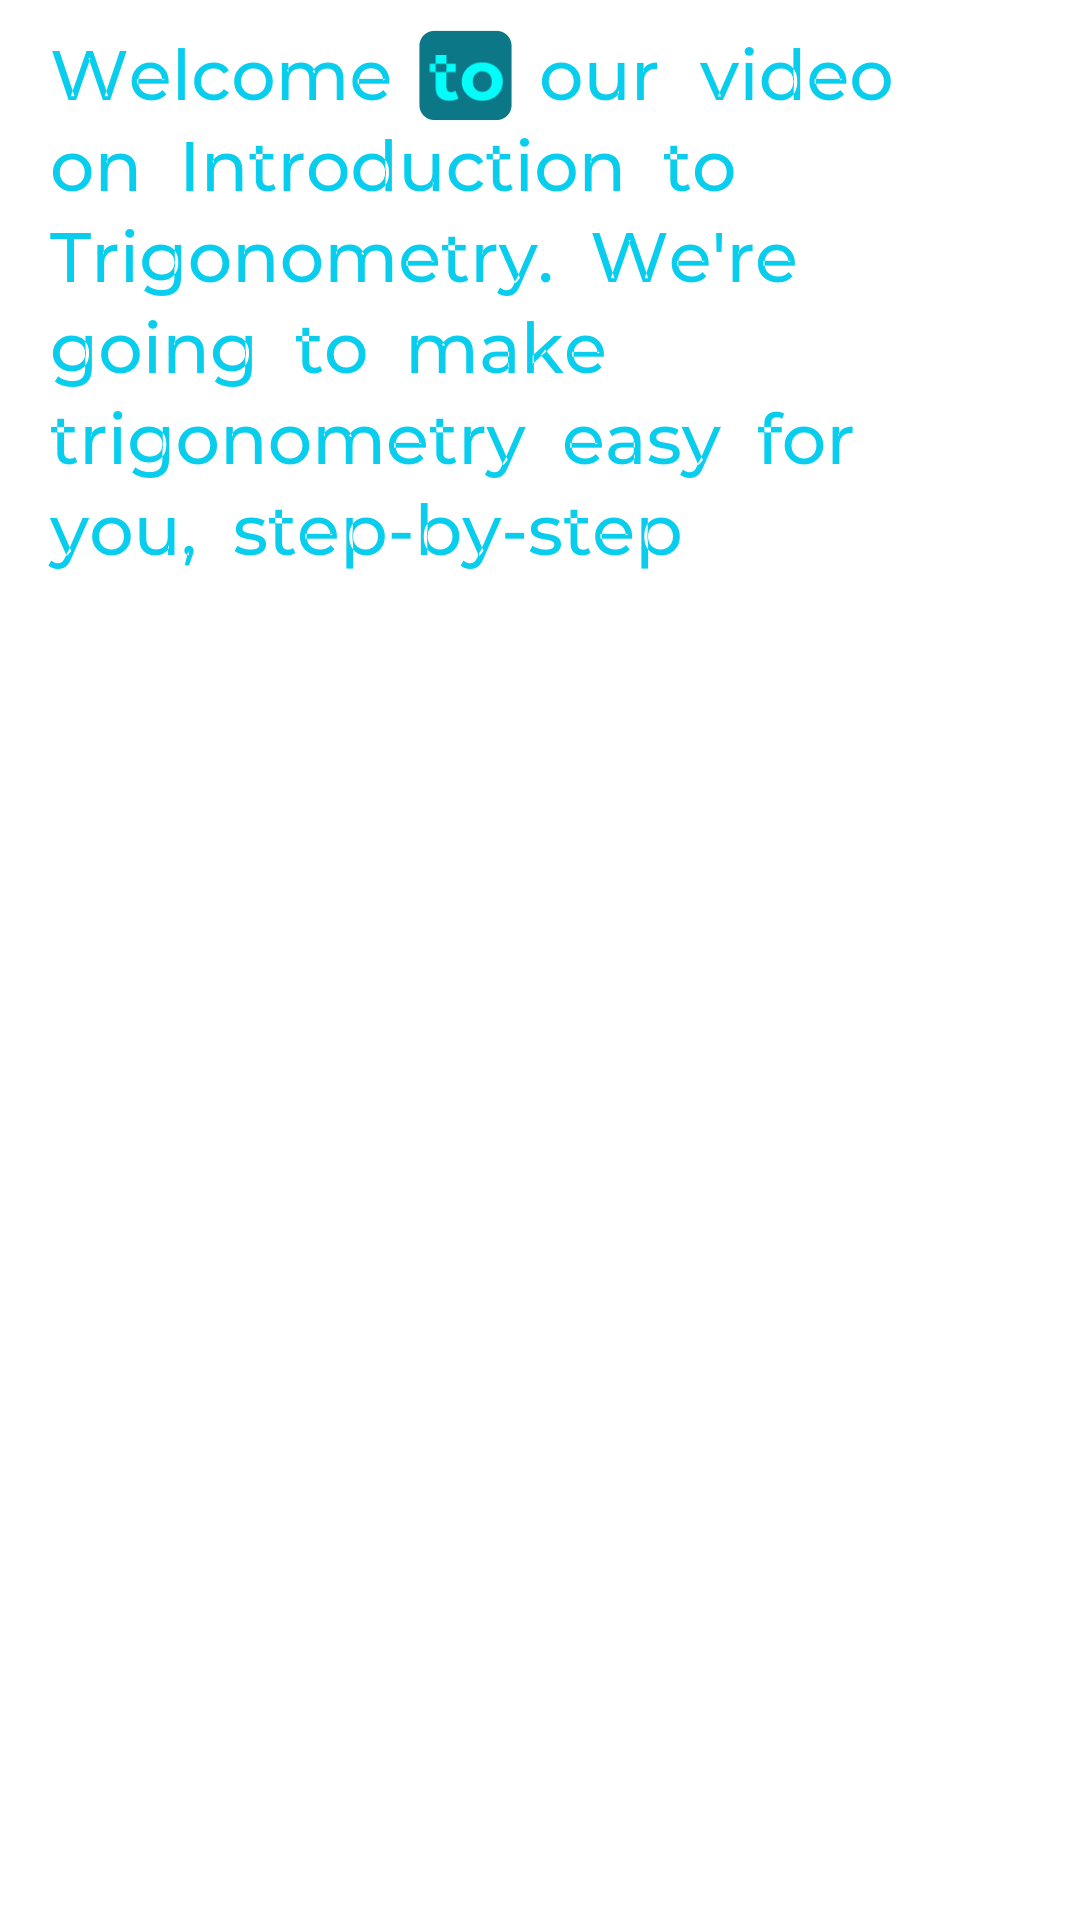 Welcome to our video
on Introduction to
Trigonometry. We're
going to make
trigonometry easy for
you, step-by-step